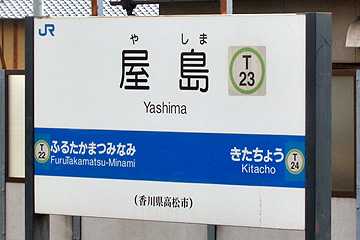 JR
やしま
屋島
T
23
Yashima
T
22
ふるたかまつみなみ
FuruTakamatsu-Minami
きたちょう
Kitacho
T
24
(香川県高松市)